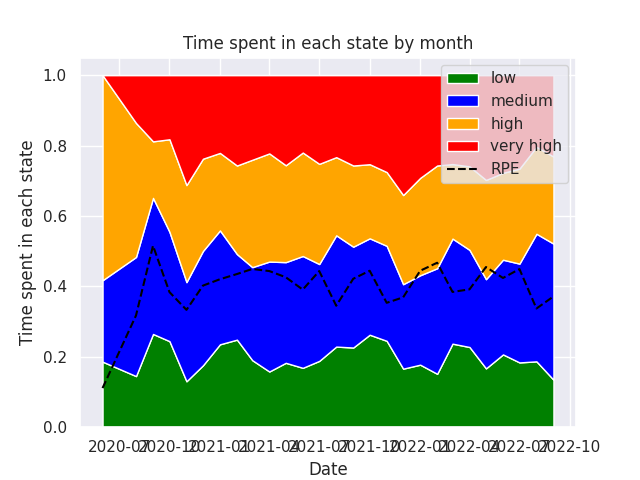 Time spent in each state by month
Time spent in each state
1.0
0.8
0.6
0.4
0.2
0.0
low
medium
high
very high
RPE
2020-07 2020-10 2021-01 2021-04 2021-07 2021-10 2022-01 2022-04 2022-07 2022-10
Date